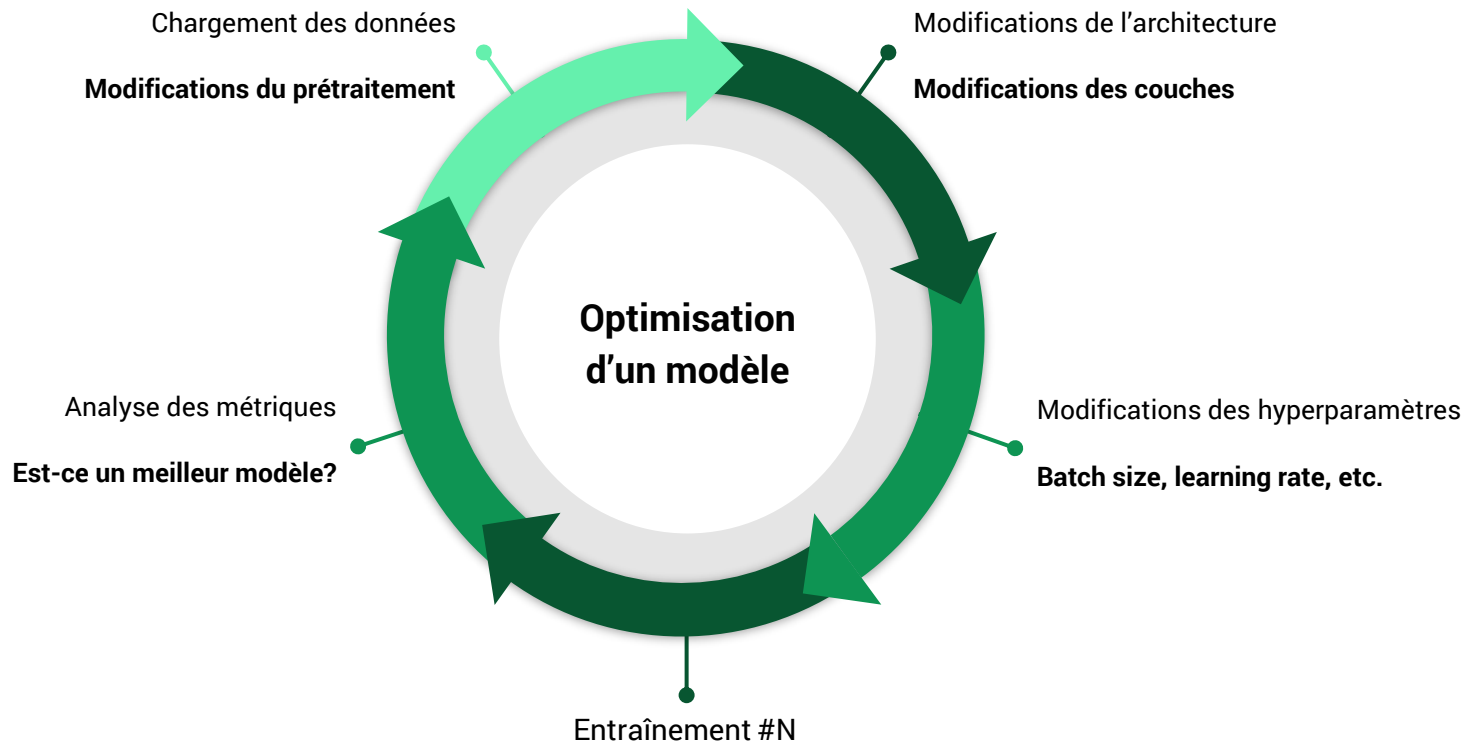 Chargement des données
Modifications du prétraitement
Modifications de l’architecture
Modifications des couches
Optimisation
d’un modèle
Analyse des métriques
Est-ce un meilleur modèle?
Modifications des hyperparamètres
Batch size, learning rate, etc.
Entraînement #N